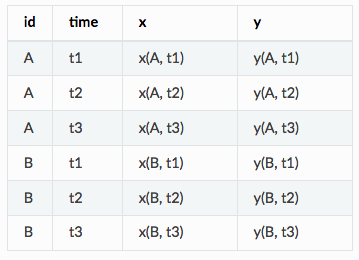 id time x y
A t1 x(A, t1) y(A, t1)
A t2 x(A, t2) y(A, t2)
A t3 x(A, t3) y(A, t3)
B t1 x(B, t1) y(B, t1)
B t2 x(B, t2) y(B, t2)
B t3 x(B, t3) y(B, t3)